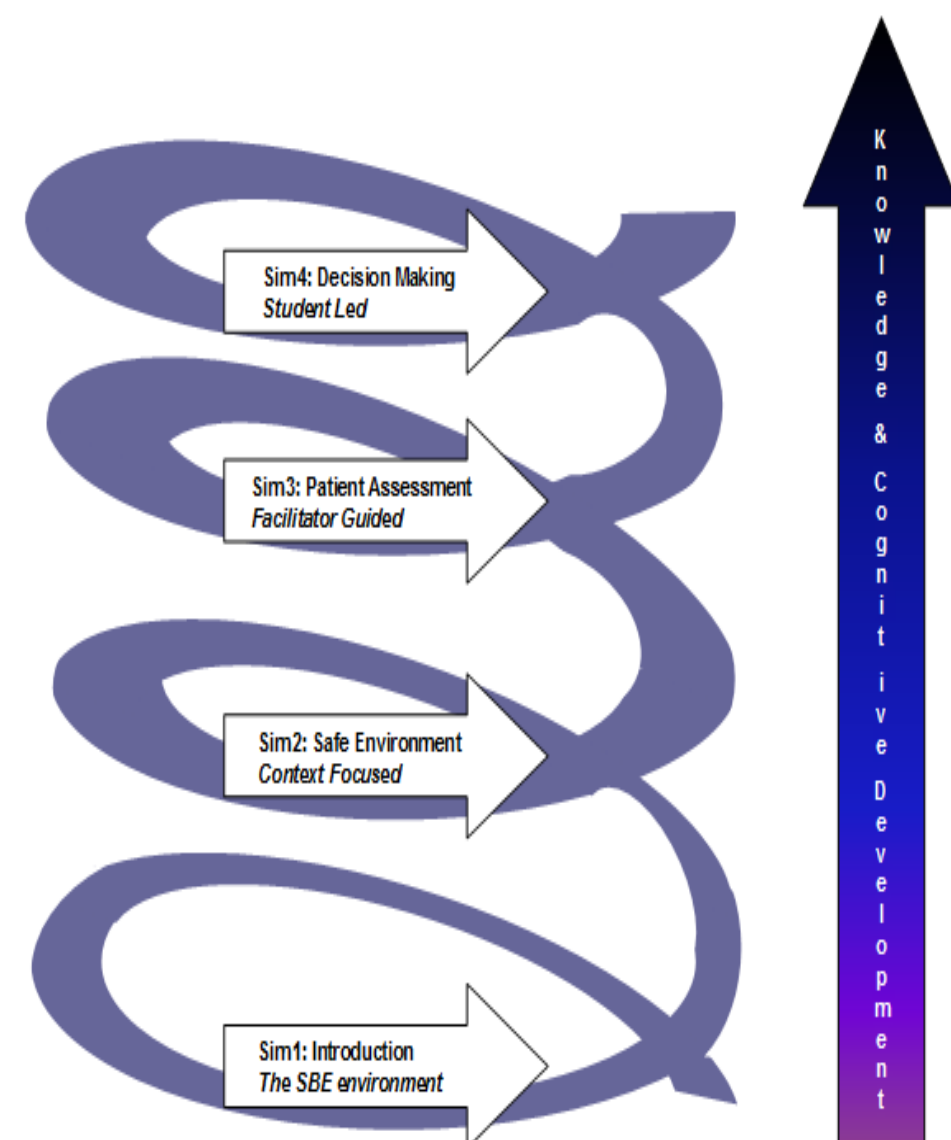 Sim4: Decision Making
Student Led
Sim3: Patient Assessment
Facilitator Guided
Sim2: Safe Environment
Context Focused
Sim1: Introduction
The SBE environment
Knowledge & Cognitive Development